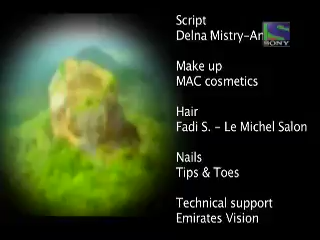 Script
Delna Mistry-An
SONY
Make up
MAC cosmetics
Hair
Fadi S. - Le Michel Salon
Nails
Tips & Toes
Technical support
Emirates Vision